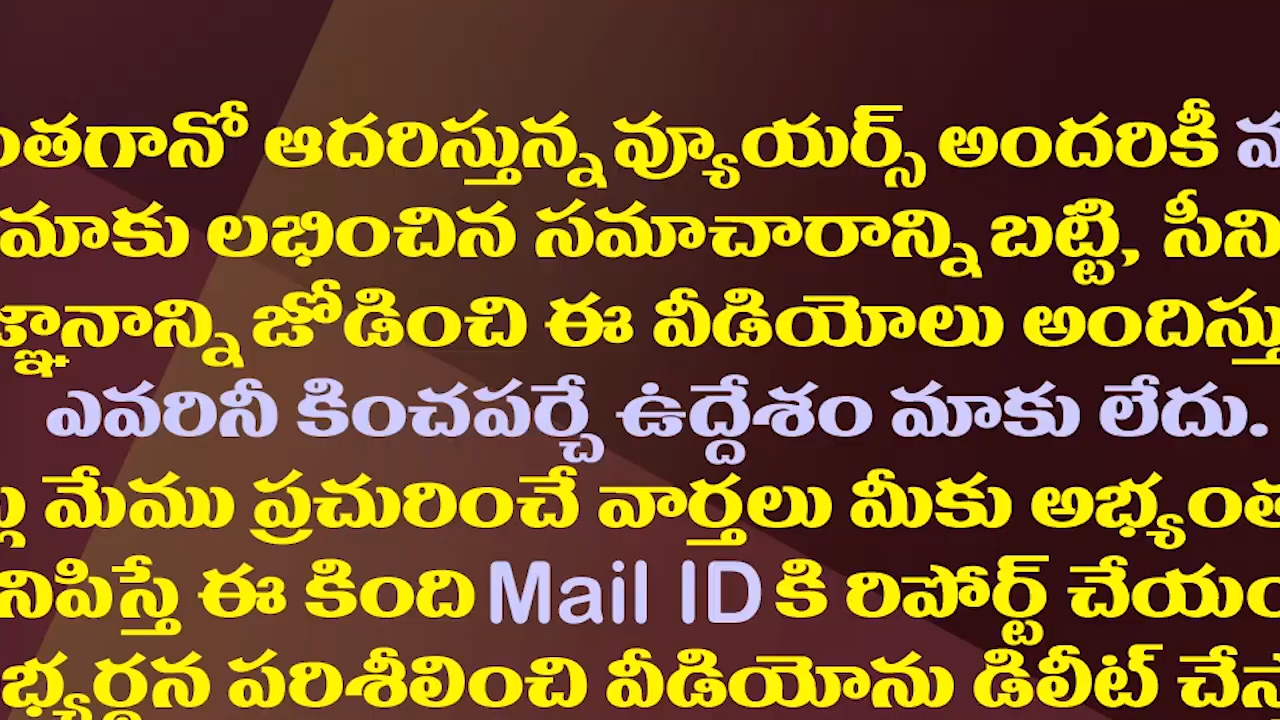 ంతగానో ఆదరిస్తున్న వ్యూయర్స్ అందరికీ
మాకు లభించిన సమాచారాన్ని బట్టి, సీని
జ్ఞానాన్ని జోడించి ఈ వీడియోలు అందిస్తు
ఎవరినీ కించపర్చే ఉద్దేశం మాకు లేదు.
మేము ప్రచురించే వార్తలు మీకు అభ్యంత
నిపిస్తే ఈ కింది Mail ID కి రిపోర్ట్ చేయం
భ్యర్థన పరిశీలించి వీడియోను డిలీట్ చేస